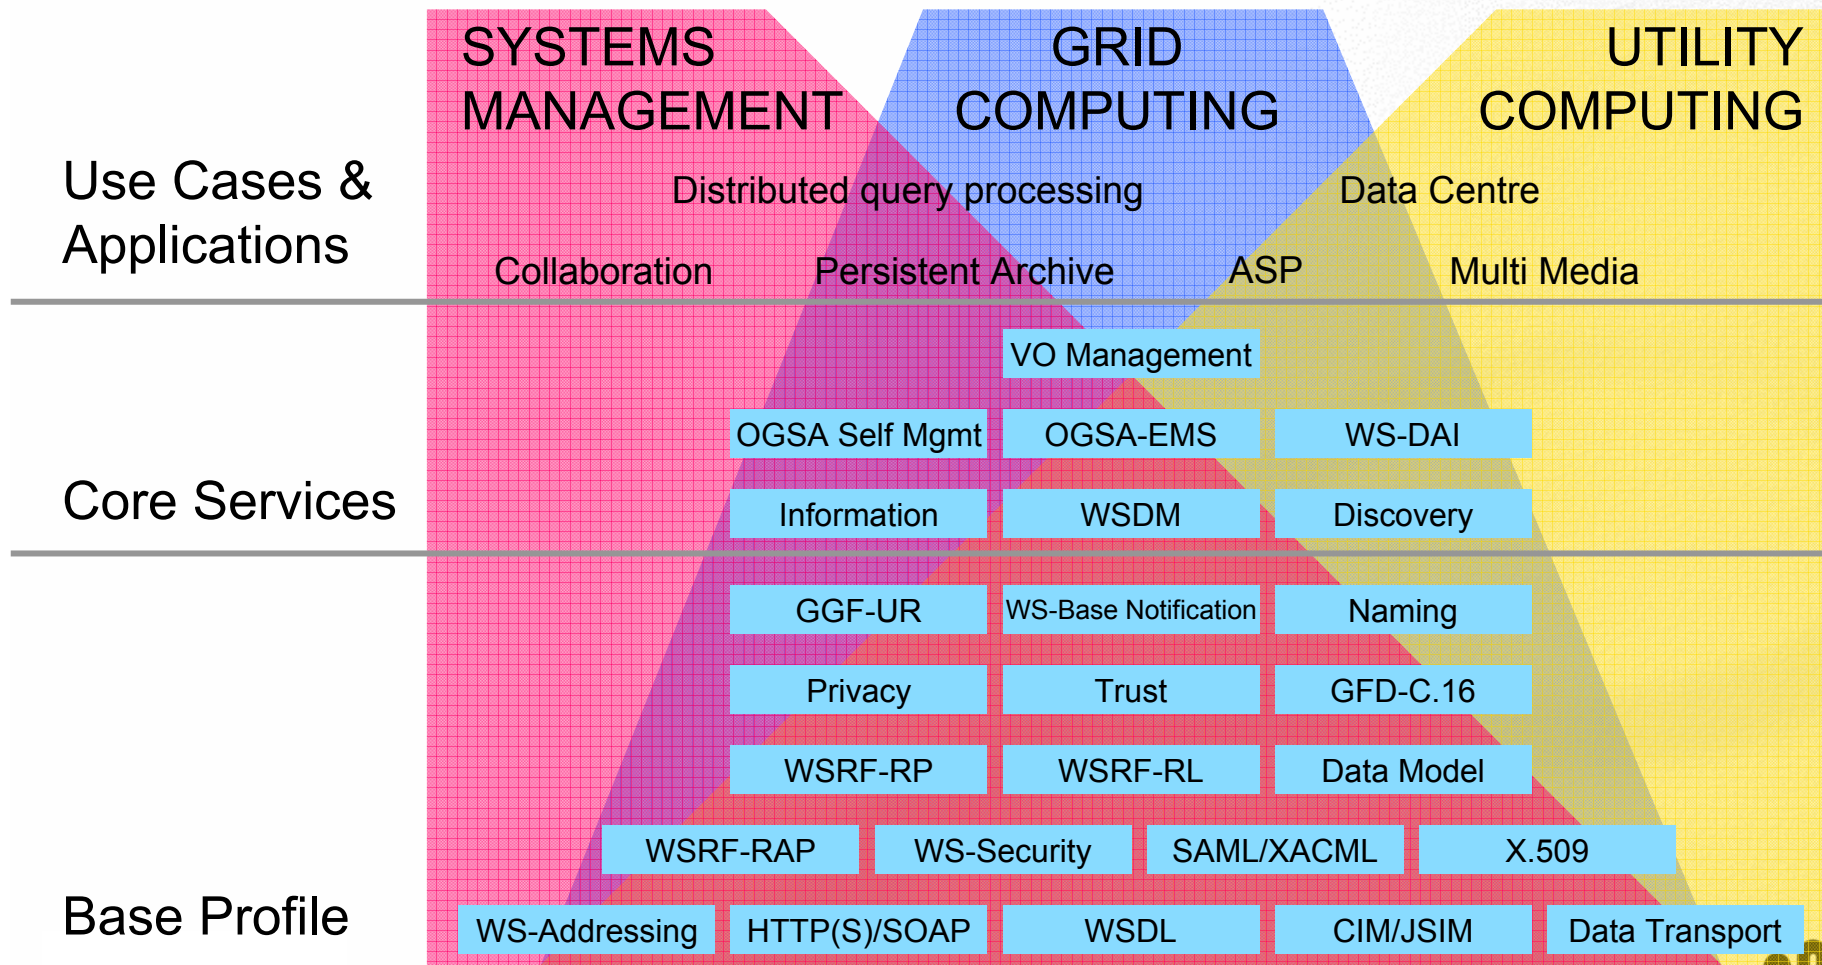 SYSTEMS
MANAGEMENT
GRID
COMPUTING
UTILITY
COMPUTING
Use Cases &
Applications
Distributed query processing
Data Centre
Collaboration
Persistent Archive
ASP
Multi Media
VO Management
OGSA Self Mgmt
OGSA-EMS
WS-DAI
Core Services
Information
WSDM
Discovery
GGF-UR
WS-Base Notification
Naming
Privacy
Trust
GFD-C.16
WSRF-RP
WSRF-RL
Data Model
WSRF-RAP
WS-Security
SAML/XACML
X.509
Base Profile
WS-Addressing
HTTP(S)/SOAP
WSDL
CIM/JSIM
Data Transport